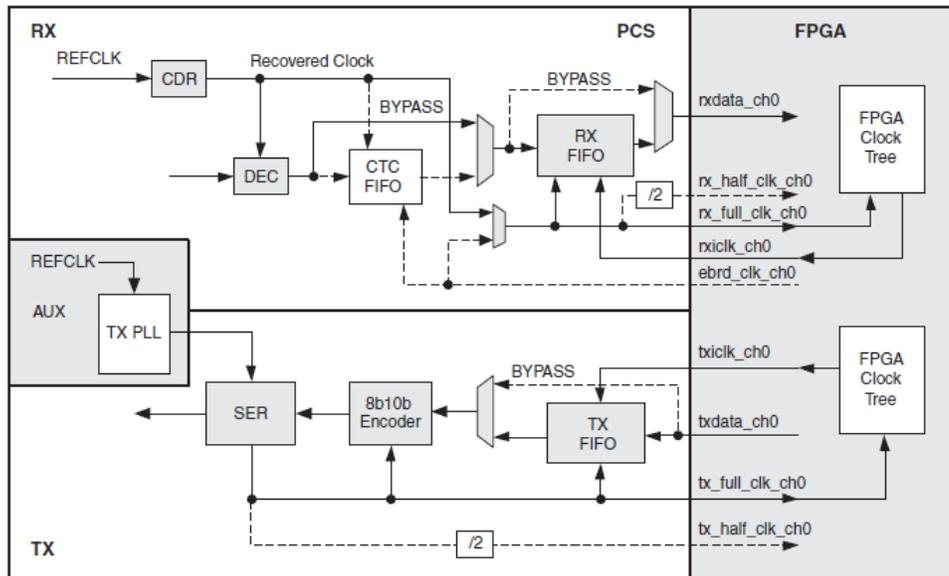 RX
PCS
FPGA
REFCLK
CDR
Recovered Clock
BYPASS
BYPASS
rxdata_ch0
FPGA
Clock
Tree
RX
FIFO
DEC
CTC
FIFO
/2
rx_half_clk_ch0
rx_full_clk_ch0
rxiclk_ch0
ebrd_clk_ch0
REFCLK
AUX
TX PLL
txiclk_ch0
FPGA
Clock
Tree
BYPASS
SER
8b10b
Encoder
TX
FIFO
txdata_ch0
tx_full_clk_ch0
tx_half_clk_ch0
/2
TX